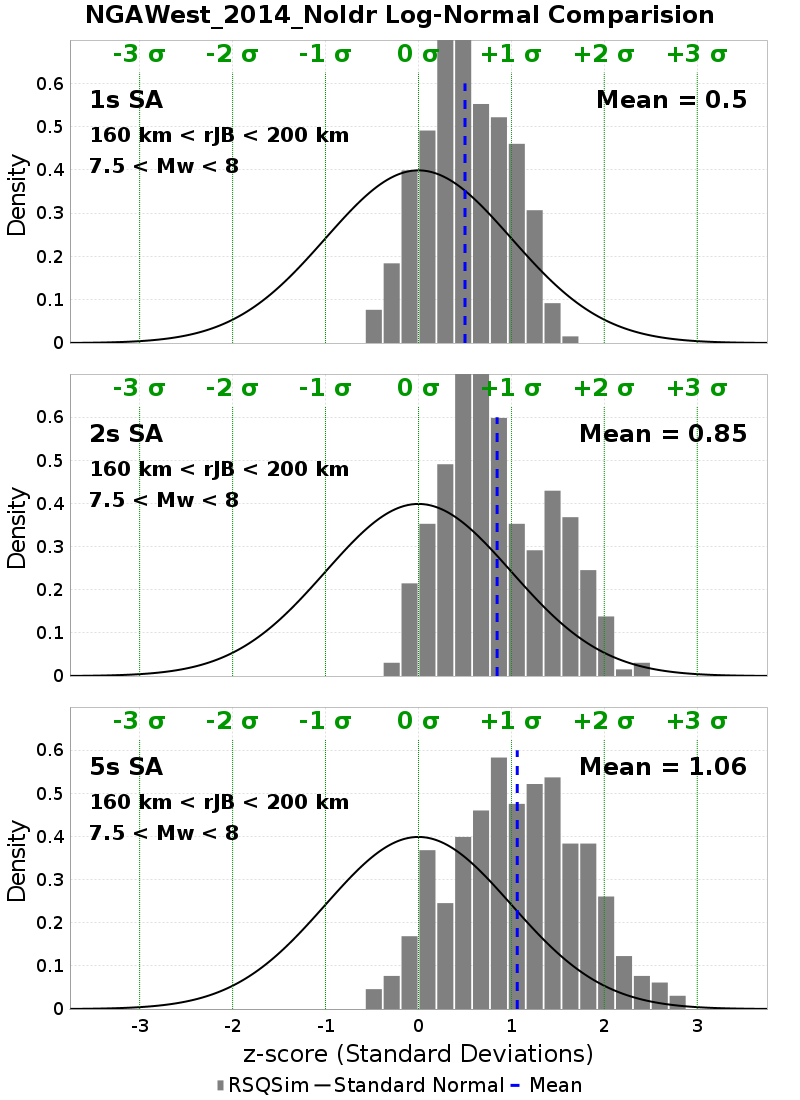 NGAWest_2014_NoIdr Log-Normal Comparision
-3 σ -2 σ -1 σ 0 σ +1 σ +2 σ +3 σ
1s SA
Mean = 0.5
160 km < rJB < 200 km
7.5 < Mw < 8
Density
0.6
0.5
0.4
0.3
0.2
0.1
0
-3 σ -2 σ -1 σ 0 σ +1 σ +2 σ +3 σ
2s SA
Mean = 0.85
160 km < rJB < 200 km
7.5 < Mw < 8
Density
0.6
0.5
0.4
0.3
0.2
0.1
0
-3 σ -2 σ -1 σ 0 σ +1 σ +2 σ +3 σ
5s SA
Mean = 1.06
160 km < rJB < 200 km
7.5 < Mw < 8
Density
0.6
0.5
0.4
0.3
0.2
0.1
0
-3 -2 -1 0 1 2 3
z-score (Standard Deviations)
RSQSim Standard Normal Mean